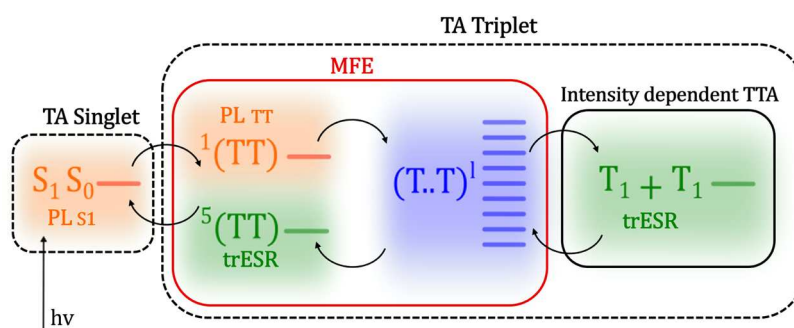 TA Triplet
MFE
TA Singlet
Intensity dependent TTA
PL TT
¹(TT)
S₁ S₀
PL S1
(T..T)ˡ
T₁ + T₁
trESR
⁵(TT)
trESR
hν